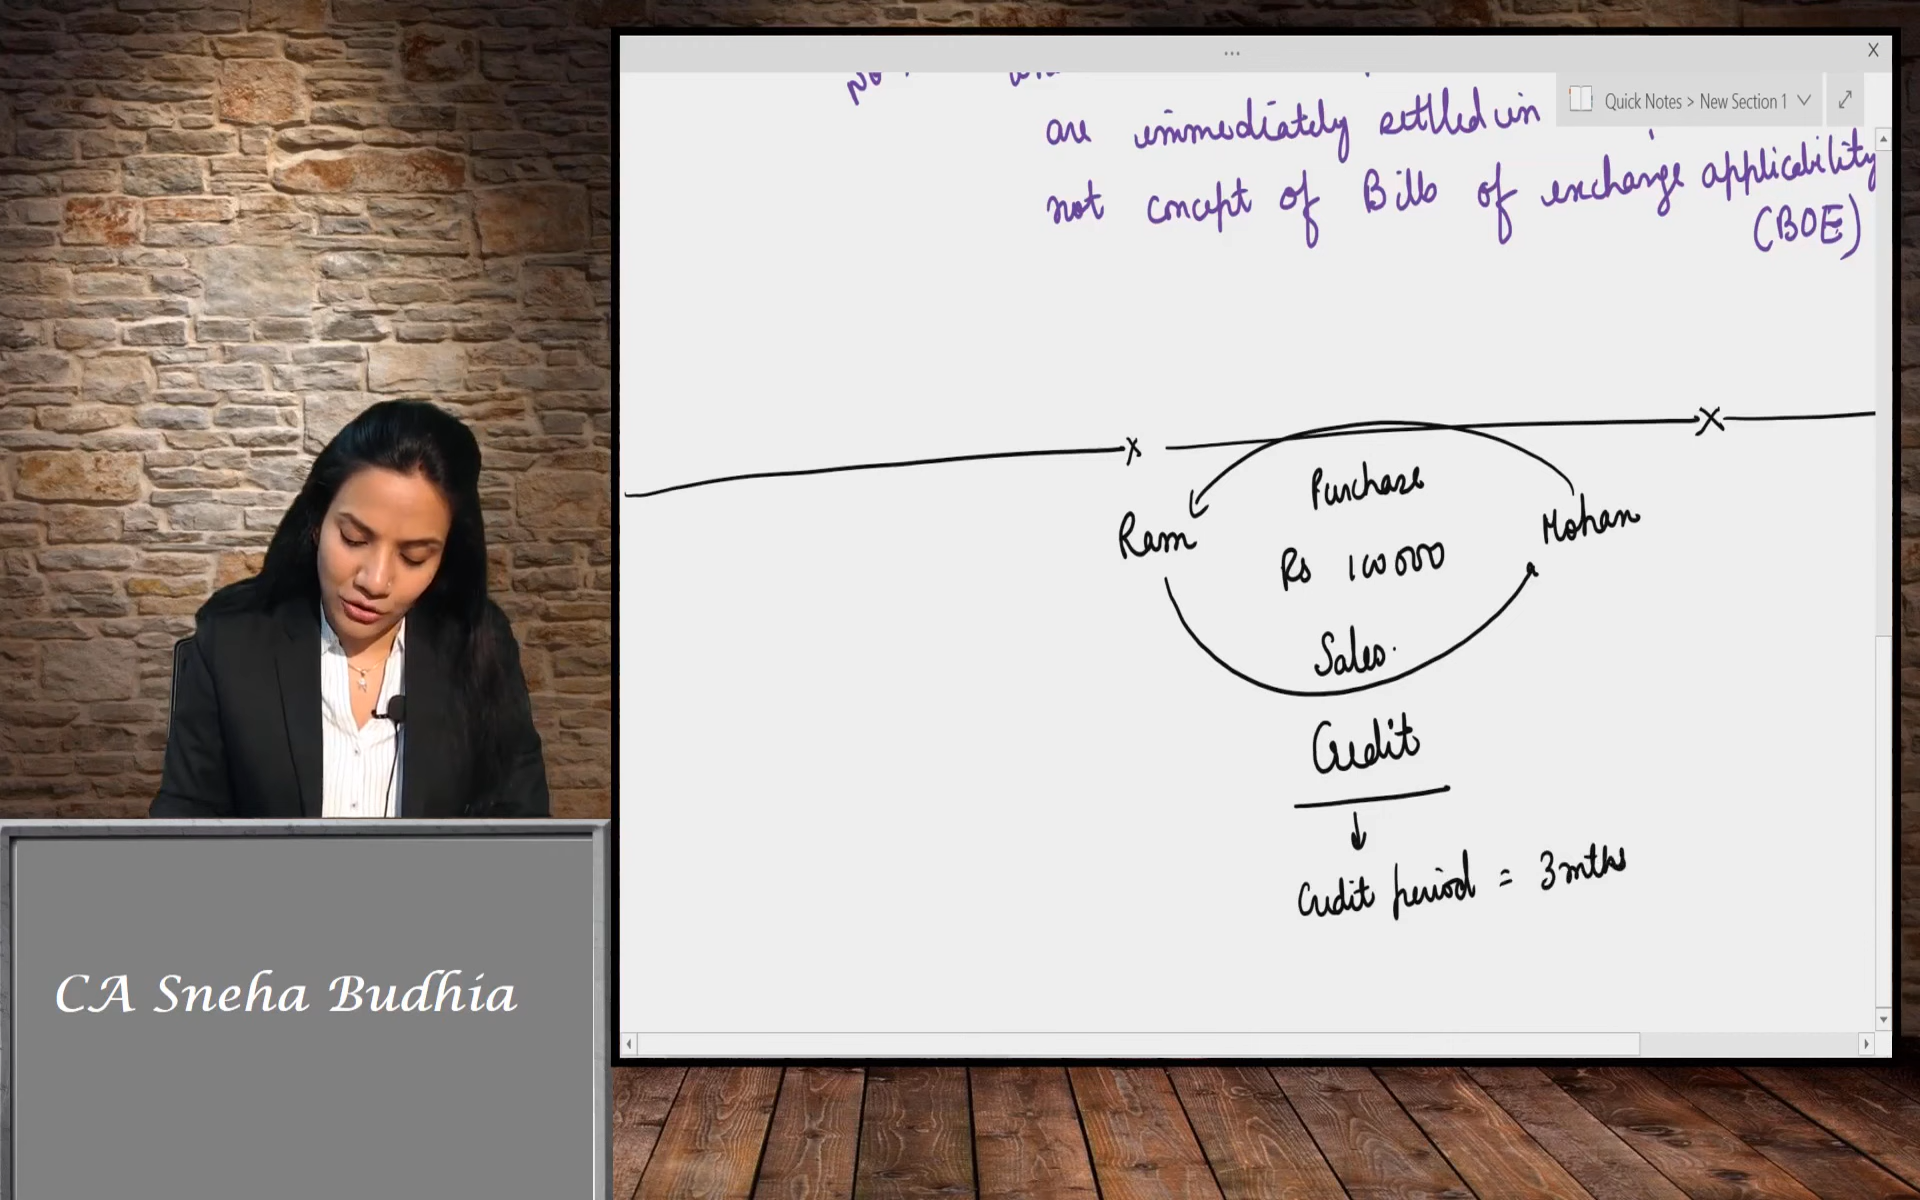 ...
X
Quick Notes > New Section 1
are immediately settled in
not concept of Bills of exchange applicability
(BOE)
x
X
Purchase
Ram
Mohan
Rs 100000
Sales.
Credit
Credit period = 3mths
CA Sneha Budhia